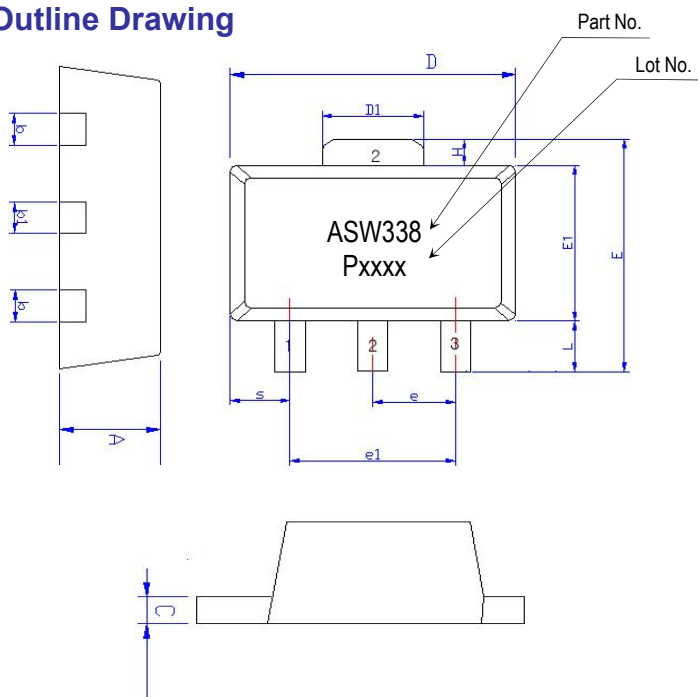 Outline Drawing
Part No.
Lot No.
D
D1
H
2
ASW338
Pxxxx
E1
E
b
b1
b
1
2
3
L
s
e
e1
A
C